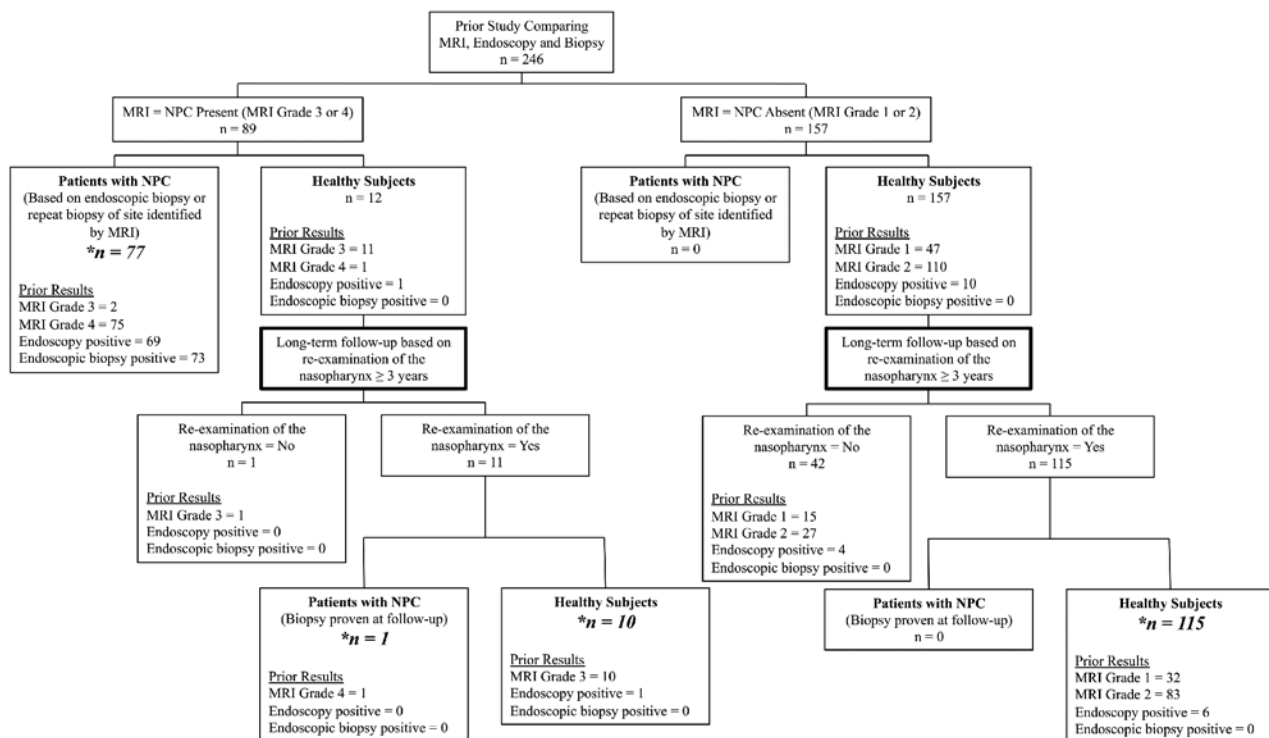 Prior Study Comparing
MRI, Endoscopy and Biopsy
n = 246
MRI = NPC Present (MRI Grade 3 or 4)
n = 89
MRI = NPC Absent (MRI Grade 1 or 2)
n = 157
Patients with NPC
(Based on endoscopic biopsy or
repeat biopsy of site identified
by MRI)
*n = 77
Prior Results
MRI Grade 3 = 2
MRI Grade 4 = 75
Endoscopy positive = 69
Endoscopic biopsy positive = 73
Healthy Subjects
n = 12
Prior Results
MRI Grade 3 = 11
MRI Grade 4 = 1
Endoscopy positive = 1
Endoscopic biopsy positive = 0
Patients with NPC
(Based on endoscopic biopsy or
repeat biopsy of site identified
by MRI)
n = 0
Healthy Subjects
n = 157
Prior Results
MRI Grade 1 = 47
MRI Grade 2 = 110
Endoscopy positive = 10
Endoscopic biopsy positive = 0
Long-term follow-up based on
re-examination of the
nasopharynx ≥ 3 years
Long-term follow-up based on
re-examination of the
nasopharynx ≥ 3 years
Re-examination of the
nasopharynx = No
n = 1
Prior Results
MRI Grade 3 = 1
Endoscopy positive = 0
Endoscopic biopsy positive = 0
Re-examination of the
nasopharynx = Yes
n = 11
Re-examination of the
nasopharynx = No
n = 42
Prior Results
MRI Grade 1 = 15
MRI Grade 2 = 27
Endoscopy positive = 4
Endoscopic biopsy positive = 0
Re-examination of the
nasopharynx = Yes
n = 115
Patients with NPC
(Biopsy proven at follow-up)
*n = 1
Prior Results
MRI Grade 4 = 1
Endoscopy positive = 0
Endoscopic biopsy positive = 0
Healthy Subjects
*n = 10
Prior Results
MRI Grade 3 = 10
Endoscopy positive = 1
Endoscopic biopsy positive = 0
Patients with NPC
(Biopsy proven at follow-up)
n = 0
Healthy Subjects
*n = 115
Prior Results
MRI Grade 1 = 32
MRI Grade 2 = 83
Endoscopy positive = 6
Endoscopic biopsy positive = 0